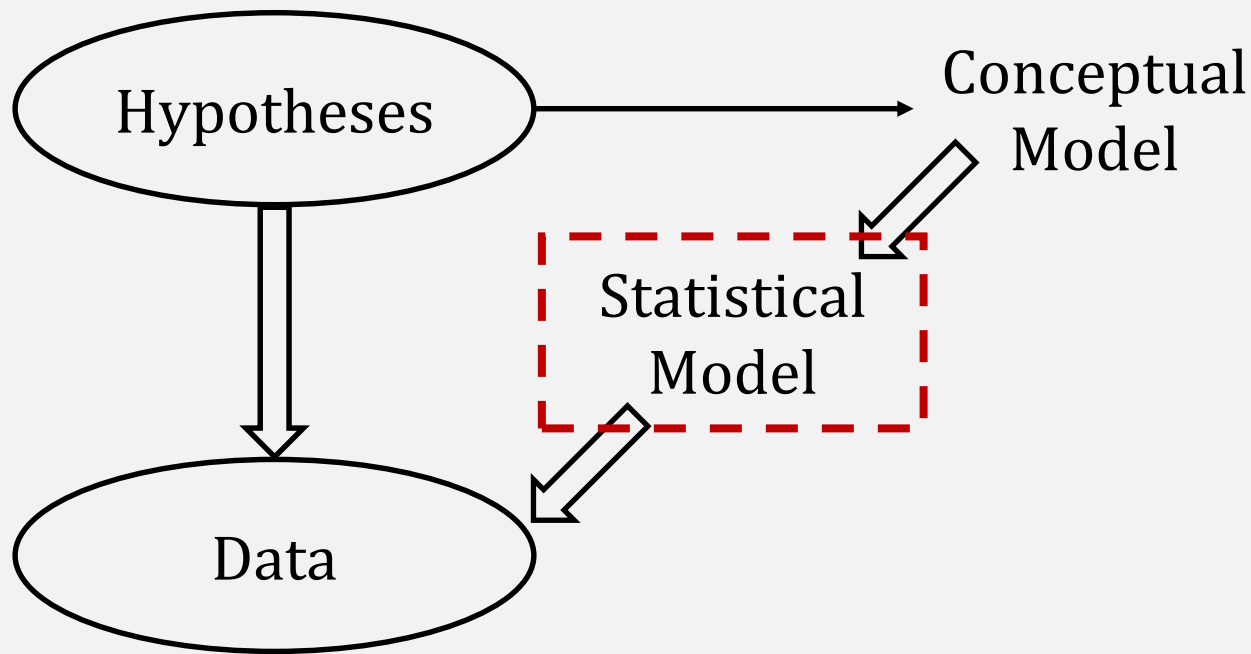 Hypotheses
Conceptual
Model
Statistical
Model
Data